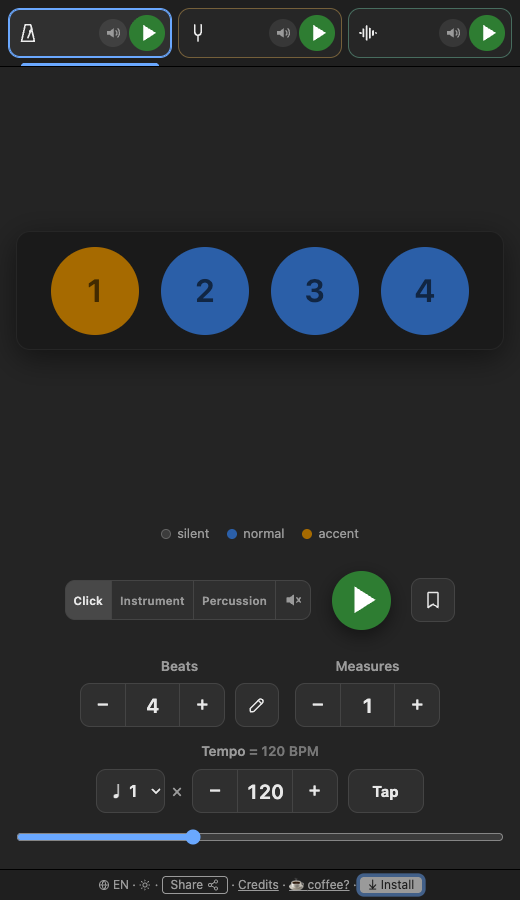 1 2 3 4
silent normal accent
Click Instrument Percussion
Beats Measures
− 4 + − 1 +
Tempo = 120 BPM
♩ 1 × − 120 + Tap
EN · · Share · Credits · ☕ coffee? · Install